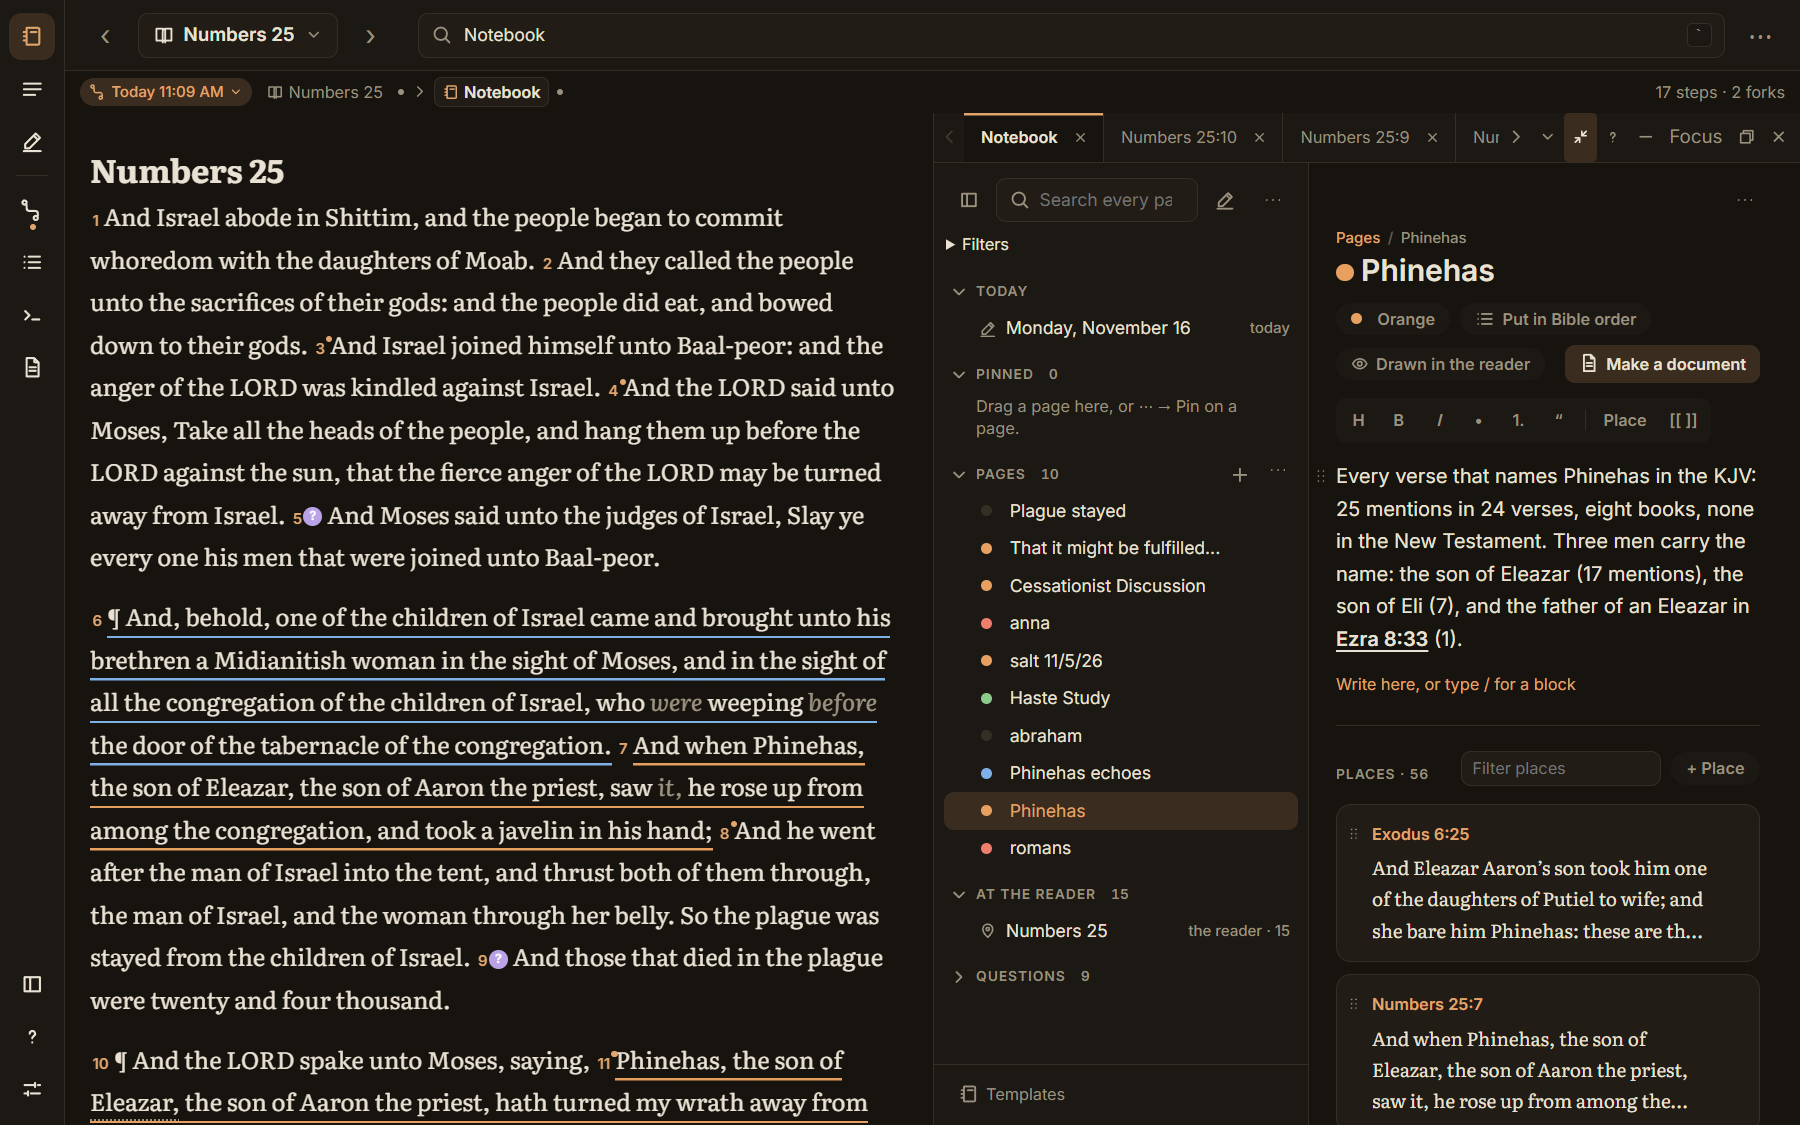 Numbers 25
Notebook
`
Today 11:09 AM
Numbers 25
Notebook
17 steps · 2 forks
Numbers 25
1 And Israel abode in Shittim, and the people began to commit
whoredom with the daughters of Moab. 2 And they called the people
unto the sacrifices of their gods: and the people did eat, and bowed
down to their gods. 3 And Israel joined himself unto Baal-peor: and the
anger of the LORD was kindled against Israel. 4 And the LORD said unto
Moses, Take all the heads of the people, and hang them up before the
LORD against the sun, that the fierce anger of the LORD may be turned
away from Israel. 5 ? And Moses said unto the judges of Israel, Slay ye
every one his men that were joined unto Baal-peor.
6 ¶ And, behold, one of the children of Israel came and brought unto his
brethren a Midianitish woman in the sight of Moses, and in the sight of
all the congregation of the children of Israel, who were weeping before
the door of the tabernacle of the congregation. 7 And when Phinehas,
the son of Eleazar, the son of Aaron the priest, saw it, he rose up from
among the congregation, and took a javelin in his hand; 8 And he went
after the man of Israel into the tent, and thrust both of them through,
the man of Israel, and the woman through her belly. So the plague was
stayed from the children of Israel. 9 ? And those that died in the plague
were twenty and four thousand.
10 ¶ And the LORD spake unto Moses, saying, 11 Phinehas, the son of
Eleazar, the son of Aaron the priest, hath turned my wrath away from
Notebook
Numbers 25:10
Numbers 25:9
Nur
?
Focus
Search every pa
Filters
TODAY
Monday, November 16 today
PINNED 0
Drag a page here, or ··· → Pin on a
page.
PAGES 10
Plague stayed
That it might be fulfilled...
Cessationist Discussion
anna
salt 11/5/26
Haste Study
abraham
Phinehas echoes
Phinehas
romans
AT THE READER 15
Numbers 25 the reader · 15
QUESTIONS 9
Templates
Pages / Phinehas
Phinehas
Orange
Put in Bible order
Drawn in the reader
Make a document
H B I • 1. “ Place [[ ]]
Every verse that names Phinehas in the KJV:
25 mentions in 24 verses, eight books, none
in the New Testament. Three men carry the
name: the son of Eleazar (17 mentions), the
son of Eli (7), and the father of an Eleazar in
Ezra 8:33 (1).
Write here, or type / for a block
PLACES · 56
Filter places
+ Place
Exodus 6:25
And Eleazar Aaron’s son took him one
of the daughters of Putiel to wife; and
she bare him Phinehas: these are th...
Numbers 25:7
And when Phinehas, the son of
Eleazar, the son of Aaron the priest,
saw it, he rose up from among the...
?